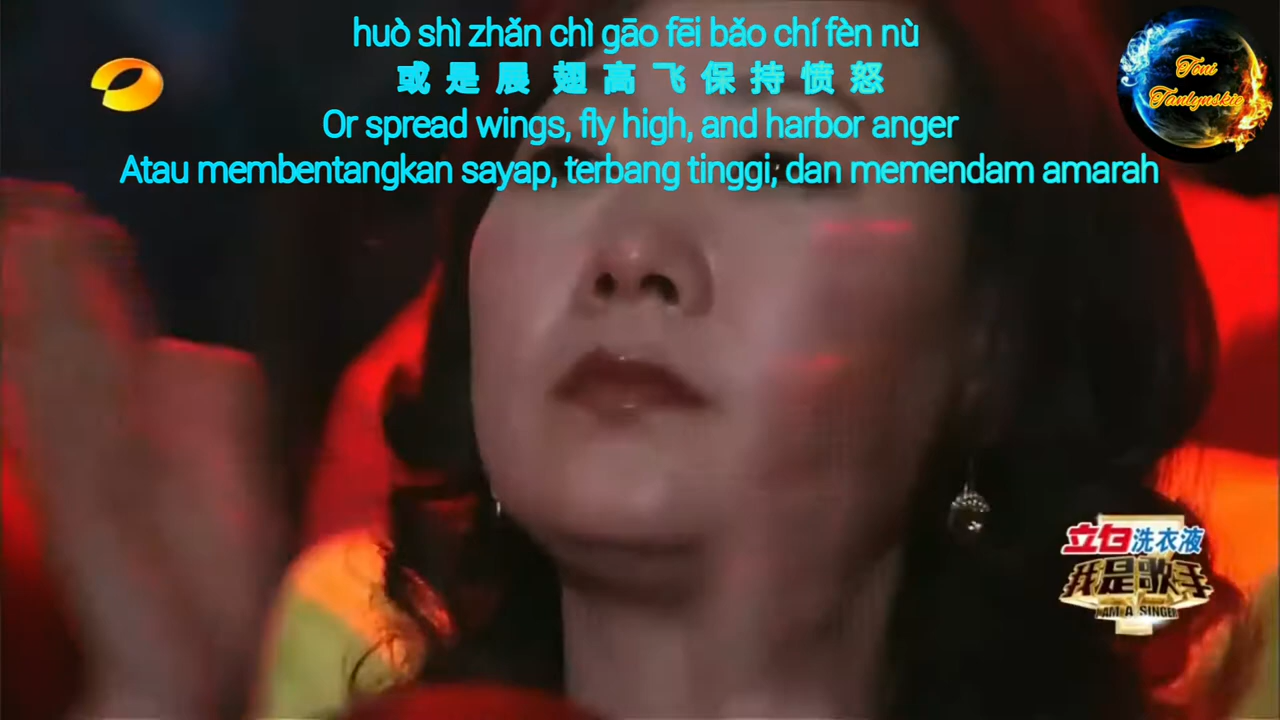 huò shì zhǎn chì gāo fēi bǎo chí fèn nù
或是展翅高飞保持愤怒
Or spread wings, fly high, and harbor anger
Atau membentangkan sayap, terbang tinggi, dan memendam amarah
Toni
Taulynskie
立白洗衣液
我是歌手
I AM A SINGER